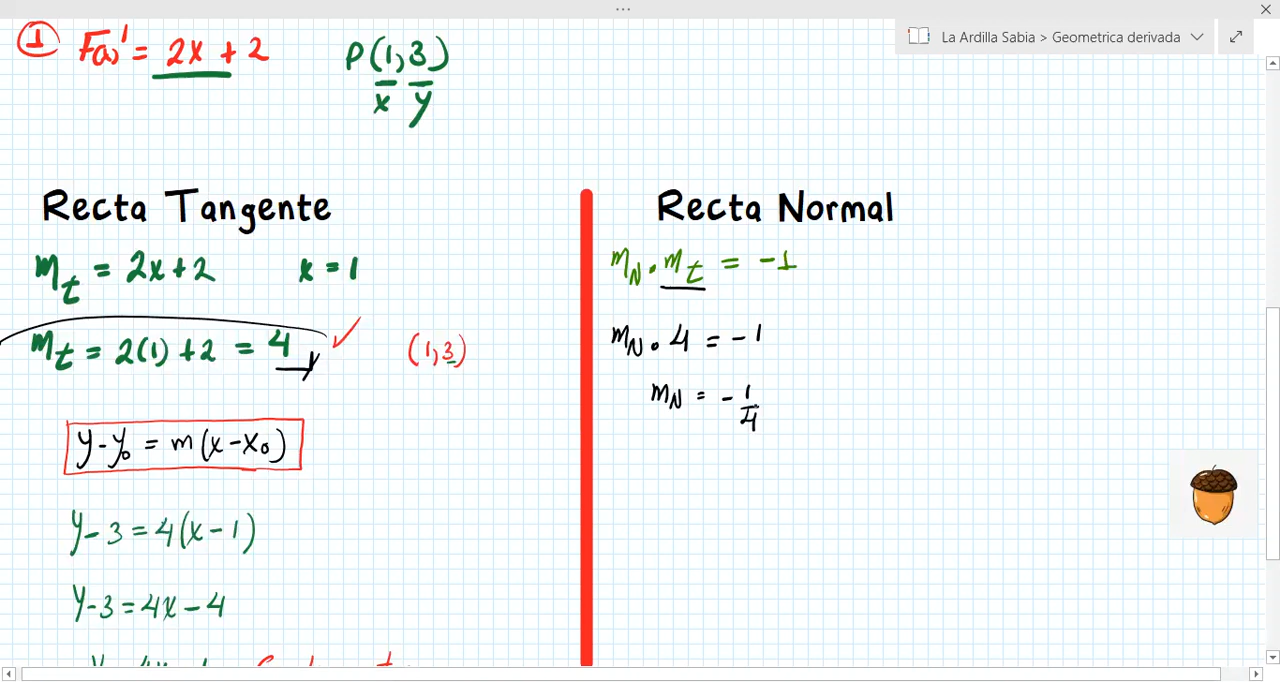 La Ardilla Sabia > Geometrica derivada
① F(x)' = 2x + 2 P(1,3)
x y
Recta Tangente
mt = 2x+2 x = 1
mt = 2(1) +2 = 4 (1,3)
y-y₀ = m(x-x₀)
y-3=4(x-1)
y-3=4x-4
Recta Normal
mN • mt = -1
mN • 4 = -1
mN = -1/4